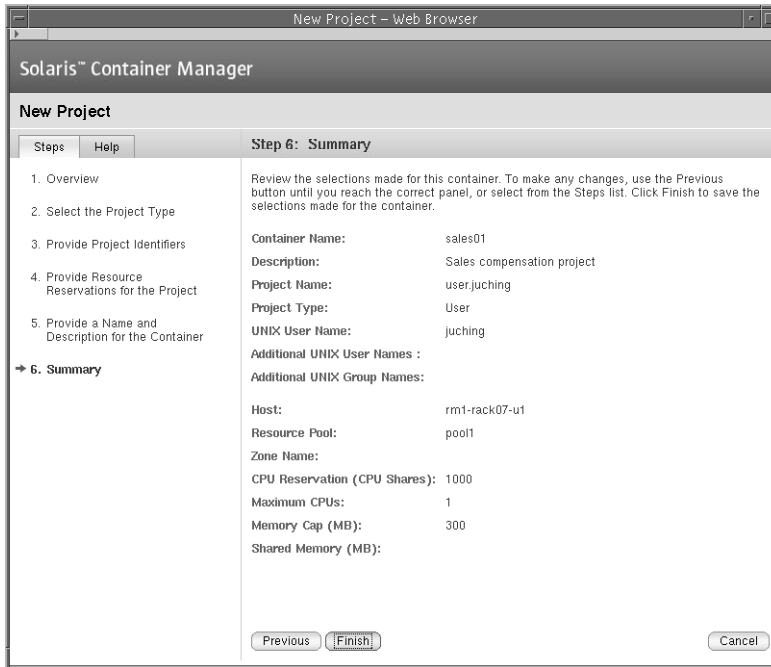 New Project – Web Browser
Solaris™ Container Manager
New Project
Steps
Help
1. Overview
2. Select the Project Type
3. Provide Project Identifiers
4. Provide Resource
Reservations for the Project
5. Provide a Name and
Description for the Container
6. Summary
Step 6: Summary
Review the selections made for this container. To make any changes, use the Previous
button until you reach the correct panel, or select from the Steps list. Click Finish to save the
selections made for the container.
Container Name: sales01
Description: Sales compensation project
Project Name: user.juching
Project Type: User
UNIX User Name: juching
Additional UNIX User Names :
Additional UNIX Group Names:
Host: rm1-rack07-u1
Resource Pool: pool1
Zone Name:
CPU Reservation (CPU Shares): 1000
Maximum CPUs: 1
Memory Cap (MB): 300
Shared Memory (MB):
Previous Finish Cancel